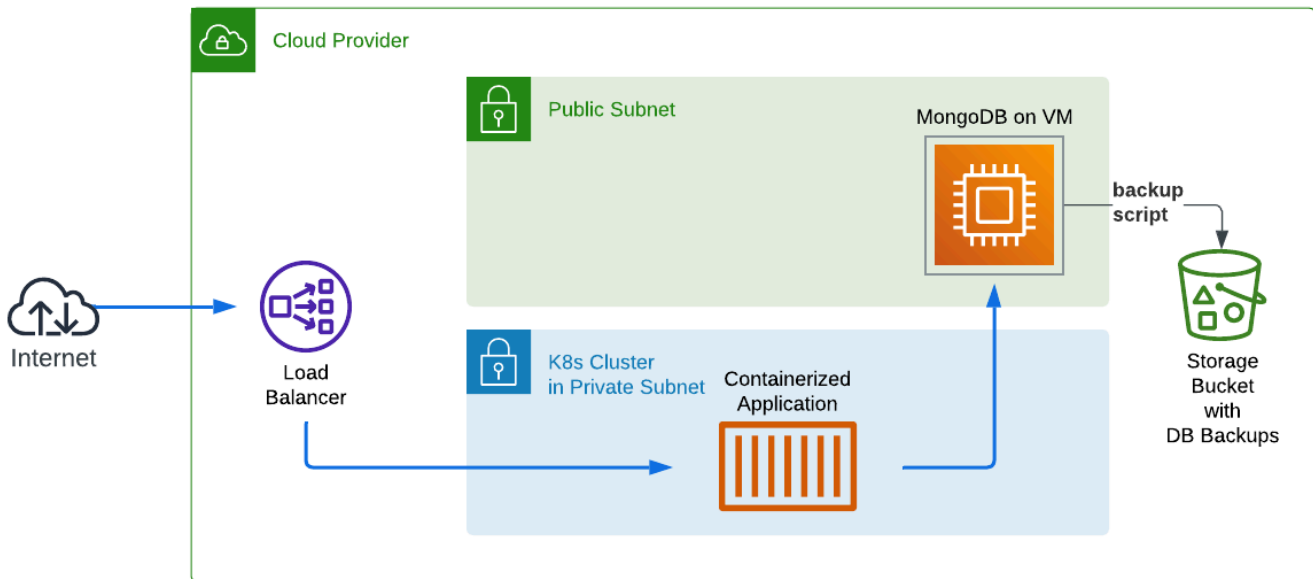 Cloud Provider
Public Subnet
MongoDB on VM
backup
script
Internet
Load
Balancer
K8s Cluster
in Private Subnet
Containerized
Application
Storage
Bucket
with
DB Backups